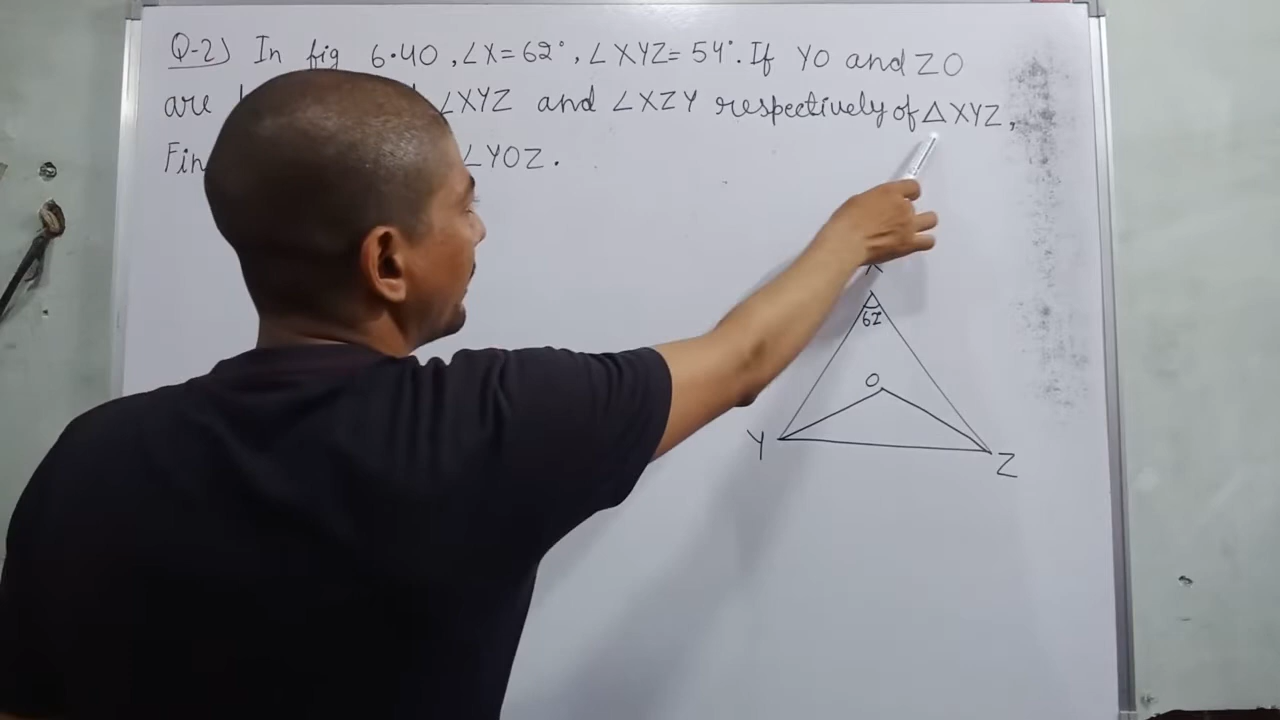 Q-2) In fig 6.40, ∠X=62°, ∠XYZ=54°. If YO and ZO
are ∠XYZ and ∠XZY respectively of △XYZ,
Fin ∠YOZ.
X
62
O
Y
Z